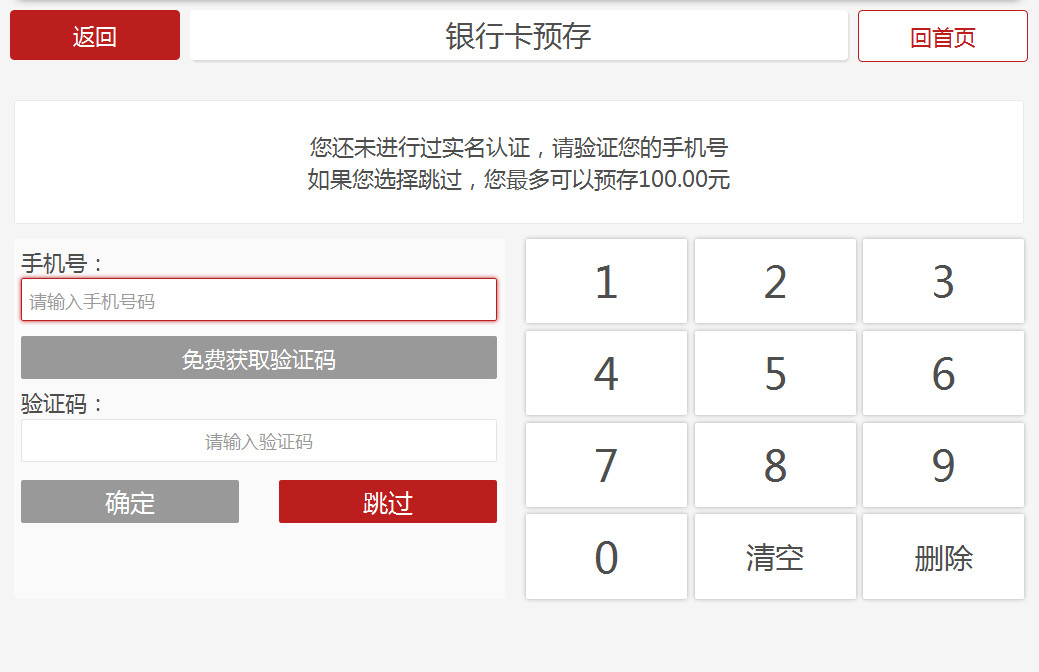 返回
银行卡预存
回首页
您还未进行过实名认证，请验证您的手机号
如果您选择跳过，您最多可以预存100.00元
手机号：
请输入手机号码
免费获取验证码
验证码：
请输入验证码
确定
跳过
1 2 3
4 5 6
7 8 9
0 清空 删除